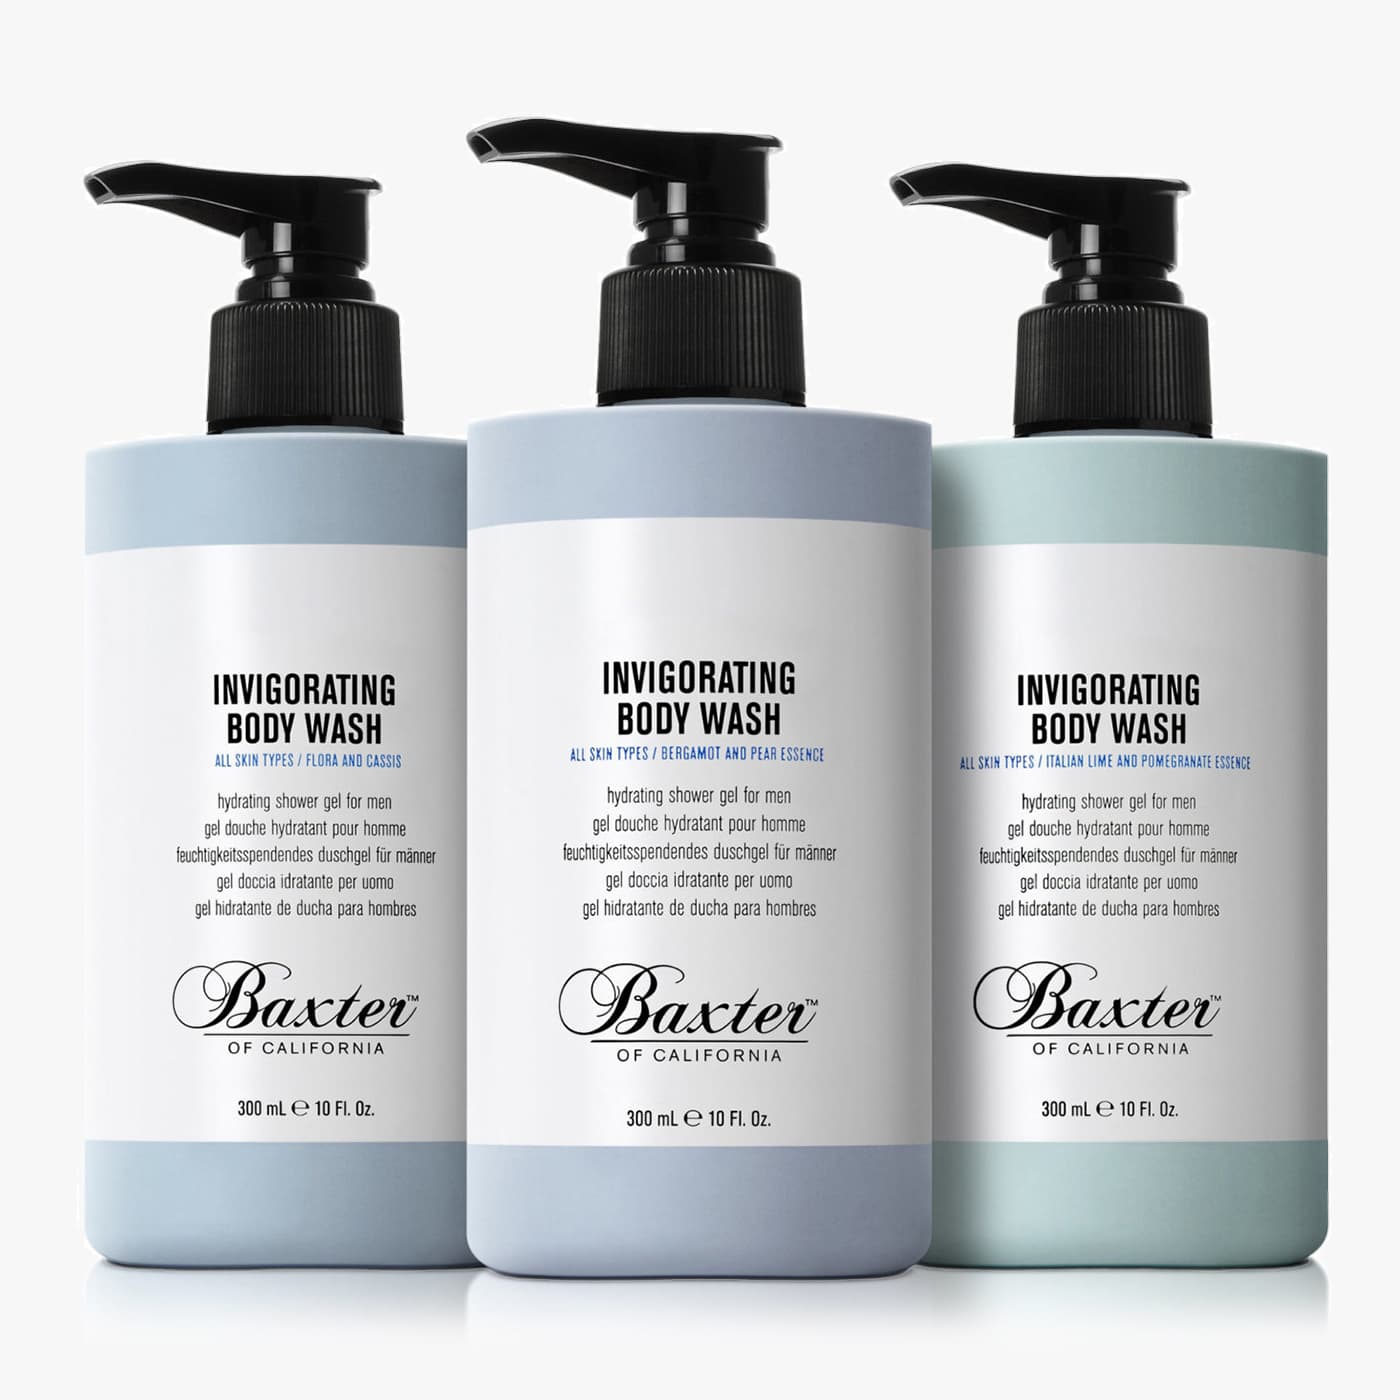 INVIGORATING
BODY WASH
ALL SKIN TYPES / FLORA AND CASSIS
hydrating shower gel for men
gel douche hydratant pour homme
feuchtigkeitsspendendes duschgel für männer
gel doccia idratante per uomo
gel hidratante de ducha para hombres
Baxter™
OF CALIFORNIA
300 mL ℮ 10 Fl. Oz.
INVIGORATING
BODY WASH
ALL SKIN TYPES / BERGAMOT AND PEAR ESSENCE
hydrating shower gel for men
gel douche hydratant pour homme
feuchtigkeitsspendendes duschgel für männer
gel doccia idratante per uomo
gel hidratante de ducha para hombres
Baxter™
OF CALIFORNIA
300 mL ℮ 10 Fl. Oz.
INVIGORATING
BODY WASH
ALL SKIN TYPES / ITALIAN LIME AND POMEGRANATE ESSENCE
hydrating shower gel for men
gel douche hydratant pour homme
feuchtigkeitsspendendes duschgel für männer
gel doccia idratante per uomo
gel hidratante de ducha para hombres
Baxter™
OF CALIFORNIA
300 mL ℮ 10 Fl. Oz.